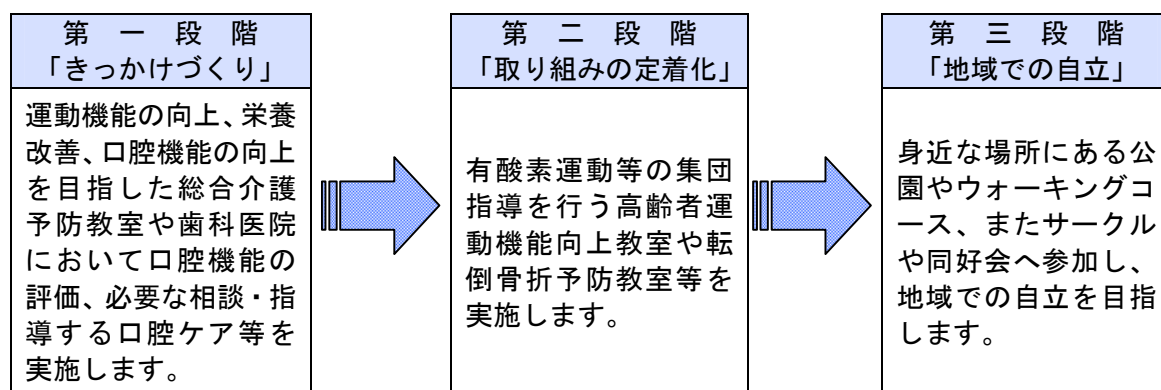 第一段階
「きっかけづくり」
運動機能の向上、栄養
改善、口腔機能の向上
を目指した総合介護
予防教室や歯科医院
において口腔機能の
評価、必要な相談・指
導する口腔ケア等を
実施します。
第二段階
「取り組みの定着化」
有酸素運動等の集団
指導を行う高齢者運
動機能向上教室や転
倒骨折予防教室等を
実施します。
第三段階
「地域での自立」
身近な場所にある公
園やウォーキングコ
ース、またサークル
や同好会へ参加し、
地域での自立を目指
します。